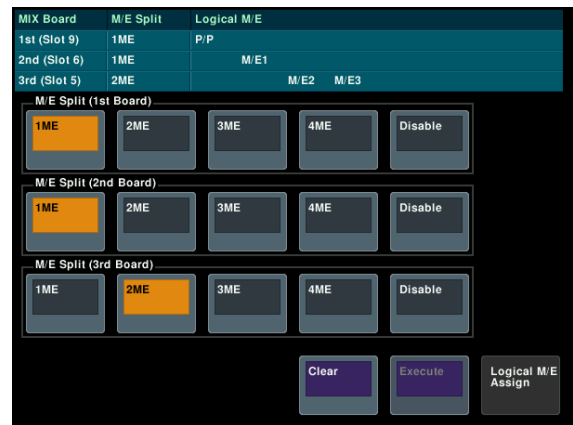 MIX Board M/E Split Logical M/E
1st (Slot 9) 1ME P/P
2nd (Slot 6) 1ME M/E1
3rd (Slot 5) 2ME M/E2 M/E3
M/E Split (1st Board)
1ME 2ME 3ME 4ME Disable
M/E Split (2nd Board)
1ME 2ME 3ME 4ME Disable
M/E Split (3rd Board)
1ME 2ME 3ME 4ME Disable
Clear Execute Logical M/E
Assign